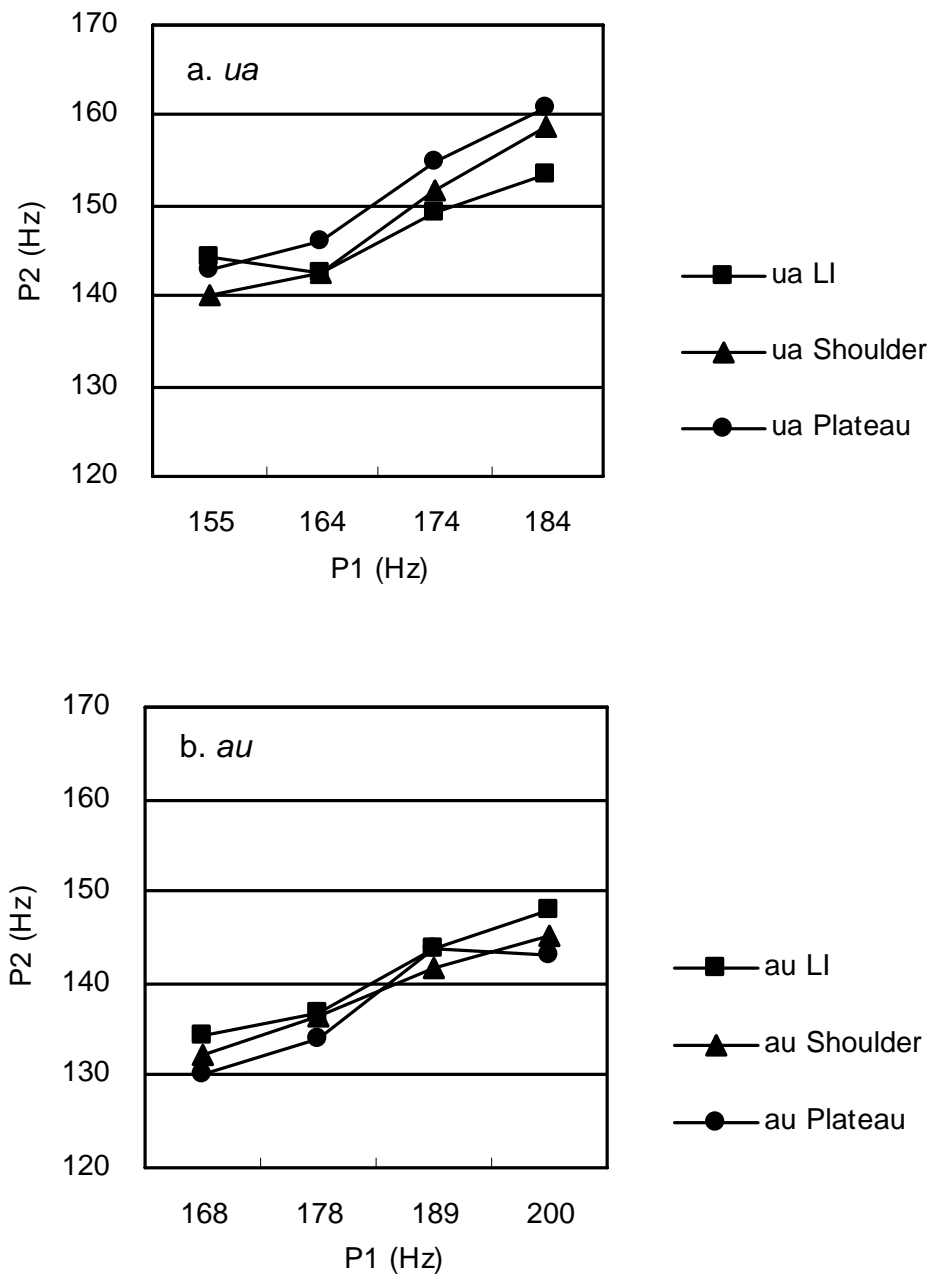 170
a. ua
160
150
P2 (Hz)
140
130
120
155 164 174 184
P1 (Hz)
ua LI
ua Shoulder
ua Plateau
170
b. au
160
150
P2 (Hz)
140
130
120
168 178 189 200
P1 (Hz)
au LI
au Shoulder
au Plateau